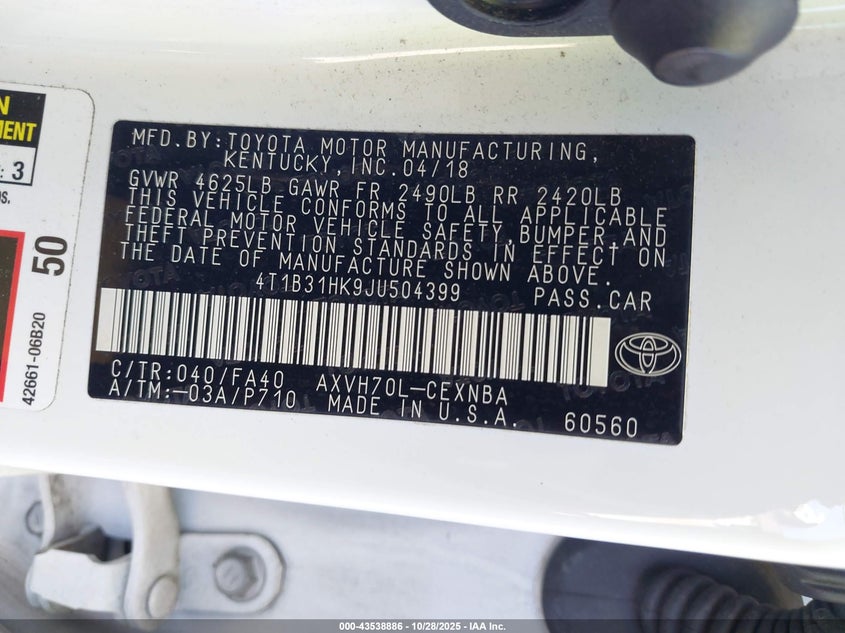 MFD.BY:TOYOTA MOTOR MANUFACTURING,
KENTUCKY,INC.04/18
GVWR 4625LB GAWR FR 2490LB RR 2420LB
THIS VEHICLE CONFORMS TO ALL APPLICABLE
FEDERAL MOTOR VEHICLE SAFETY,BUMPER,AND
THEFT PREVENTION STANDARDS IN EFFECT ON
THE DATE OF MANUFACTURE SHOWN ABOVE.
4T1B31HK9JU504399 PASS.CAR
C/TR:040/FA40 AXVH70L-CEXNBA
A/TM:-03A/P710 MADE IN U.S.A. 60560
MENT
: 3
50
42661-06B20
000-43538886 | 10/28/2025 | IAA Inc.